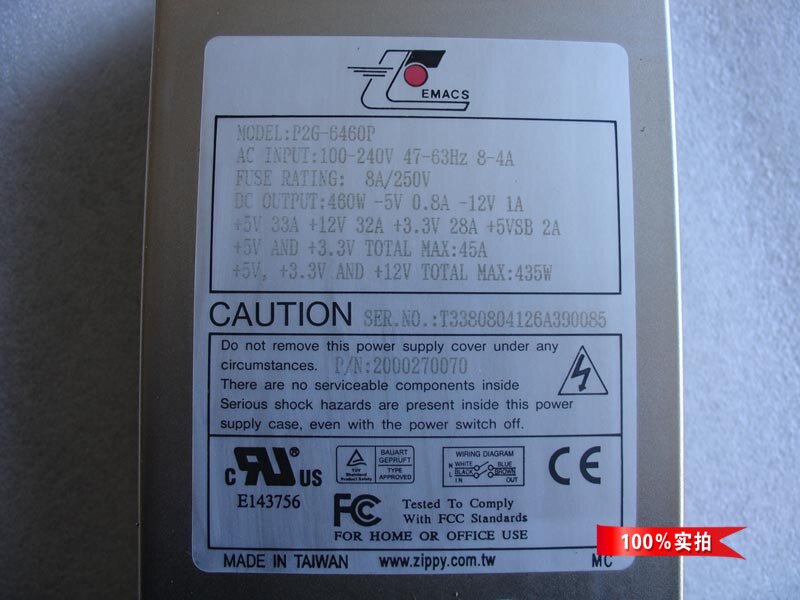 EMACS
MODEL:P2G-6460P
AC INPUT:100-240V 47-63Hz 8-4A
FUSE RATING: 8A/250V
DC OUTPUT:460W -5V 0.8A -12V 1A
+5V 33A +12V 32A +3.3V 28A +5VSB 2A
+5V AND +3.3V TOTAL MAX:45A
+5V, +3.3V AND +12V TOTAL MAX:435W
CAUTION SER.NO.:T3380804126A390085
Do not remove this power supply cover under any
circumstances. P/N:2000270070
There are no serviceable components inside
Serious shock hazards are present inside this power
supply case, even with the power switch off.
c RU US
E143756
TUV
Rheinland
Product Safety
BAUART
GEPRUFT
TYPE
APPROVED
WIRING DIAGRAM
N WHITE BLUE
L BLACK BROWN
IN OUT
CE
FC
Tested To Comply
With FCC Standards
FOR HOME OR OFFICE USE
MADE IN TAIWAN www.zippy.com.tw MC
100%实拍